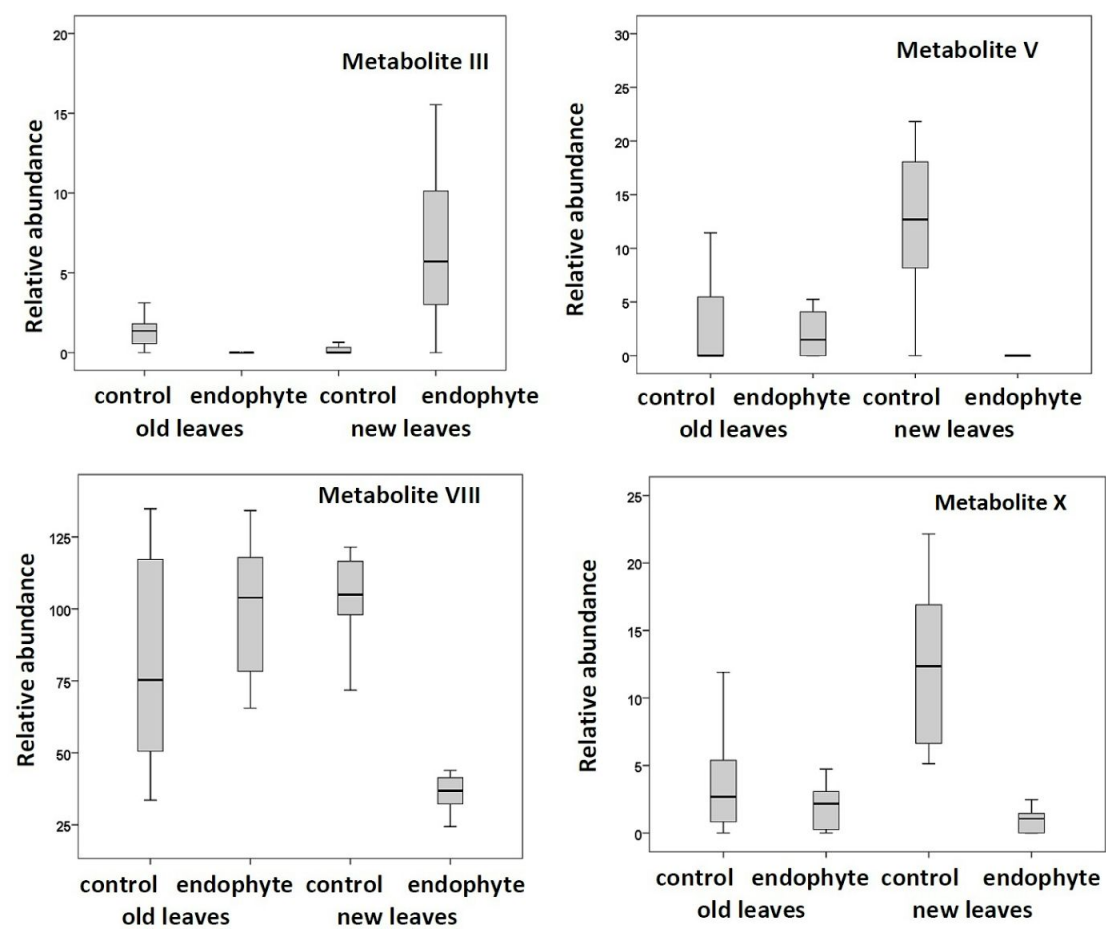 Metabolite III
Relative abundance
20
15
10
5
0
control endophyte control endophyte
old leaves new leaves
Metabolite V
Relative abundance
30
25
20
15
10
5
0
control endophyte control endophyte
old leaves new leaves
Metabolite VIII
Relative abundance
125
100
75
50
25
control endophyte control endophyte
old leaves new leaves
Metabolite X
Relative abundance
25
20
15
10
5
0
control endophyte control endophyte
old leaves new leaves